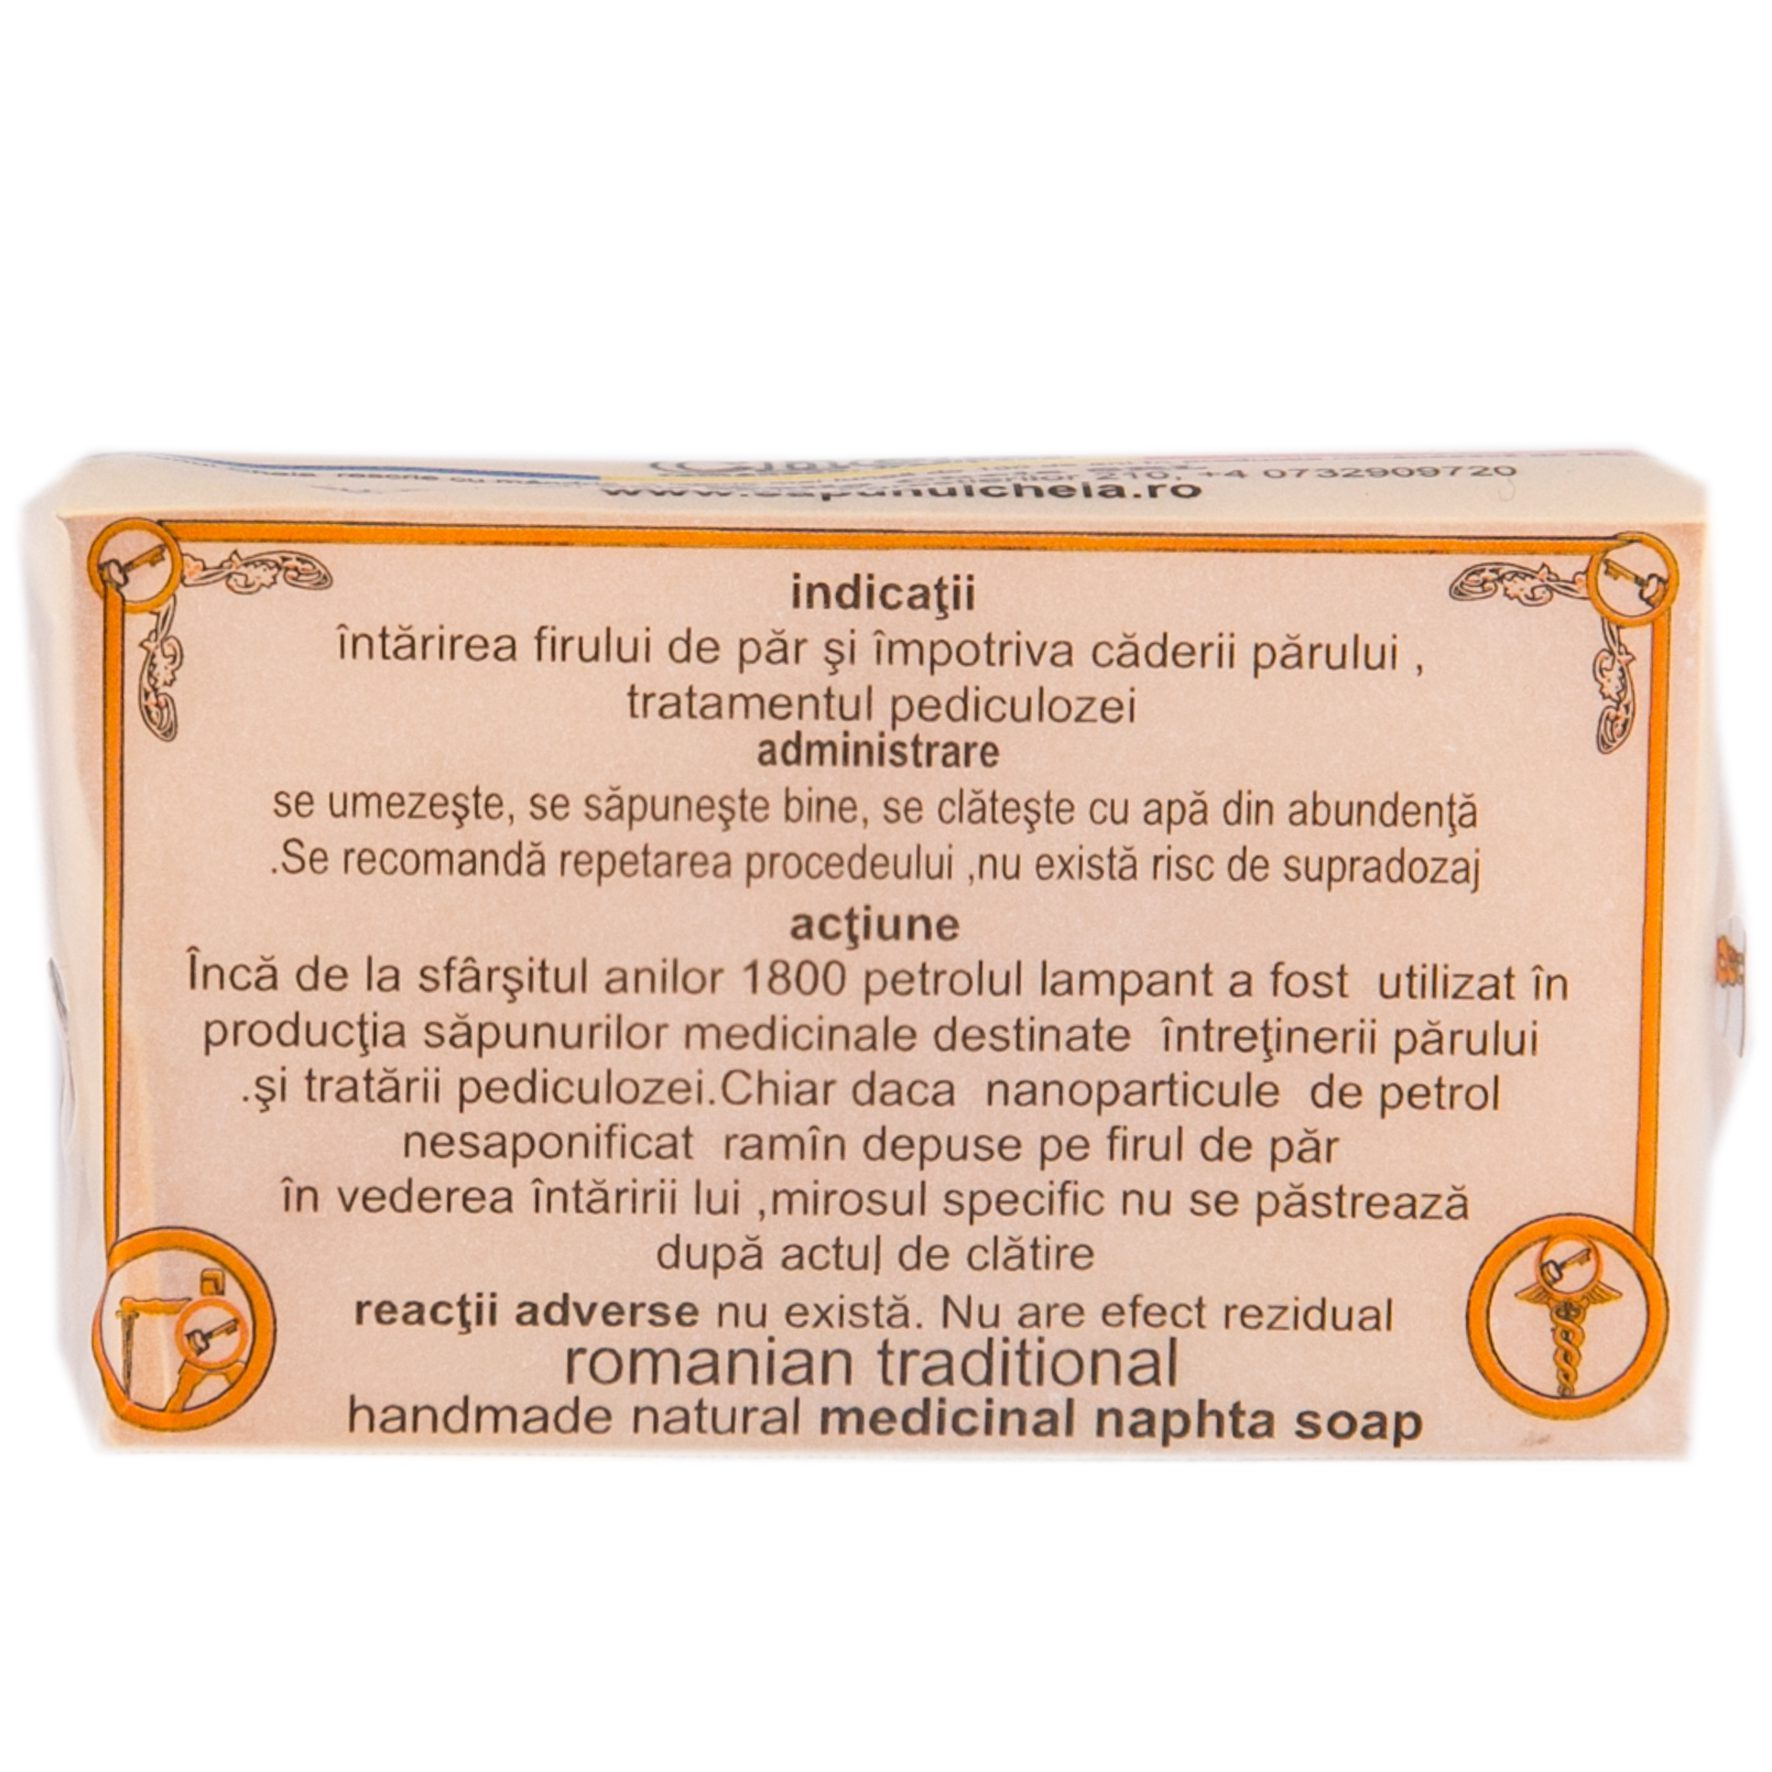 +4 0732909720
www.sapunulcheia.ro
indicaţii
întărirea firului de păr şi împotriva căderii părului ,
tratamentul pediculozei
administrare
se umezeşte, se săpuneşte bine, se clăteşte cu apă din abundenţă
.Se recomandă repetarea procedeului ,nu există risc de supradozaj
acţiune
Încă de la sfârşitul anilor 1800 petrolul lampant a fost utilizat în
producţia săpunurilor medicinale destinate întreţinerii părului
.şi tratării pediculozei.Chiar daca nanoparticule de petrol
nesaponificat ramîn depuse pe firul de păr
în vederea întăririi lui ,mirosul specific nu se păstrează
după actul de clătire
reacţii adverse nu există. Nu are efect rezidual
romanian traditional
handmade natural medicinal naphta soap